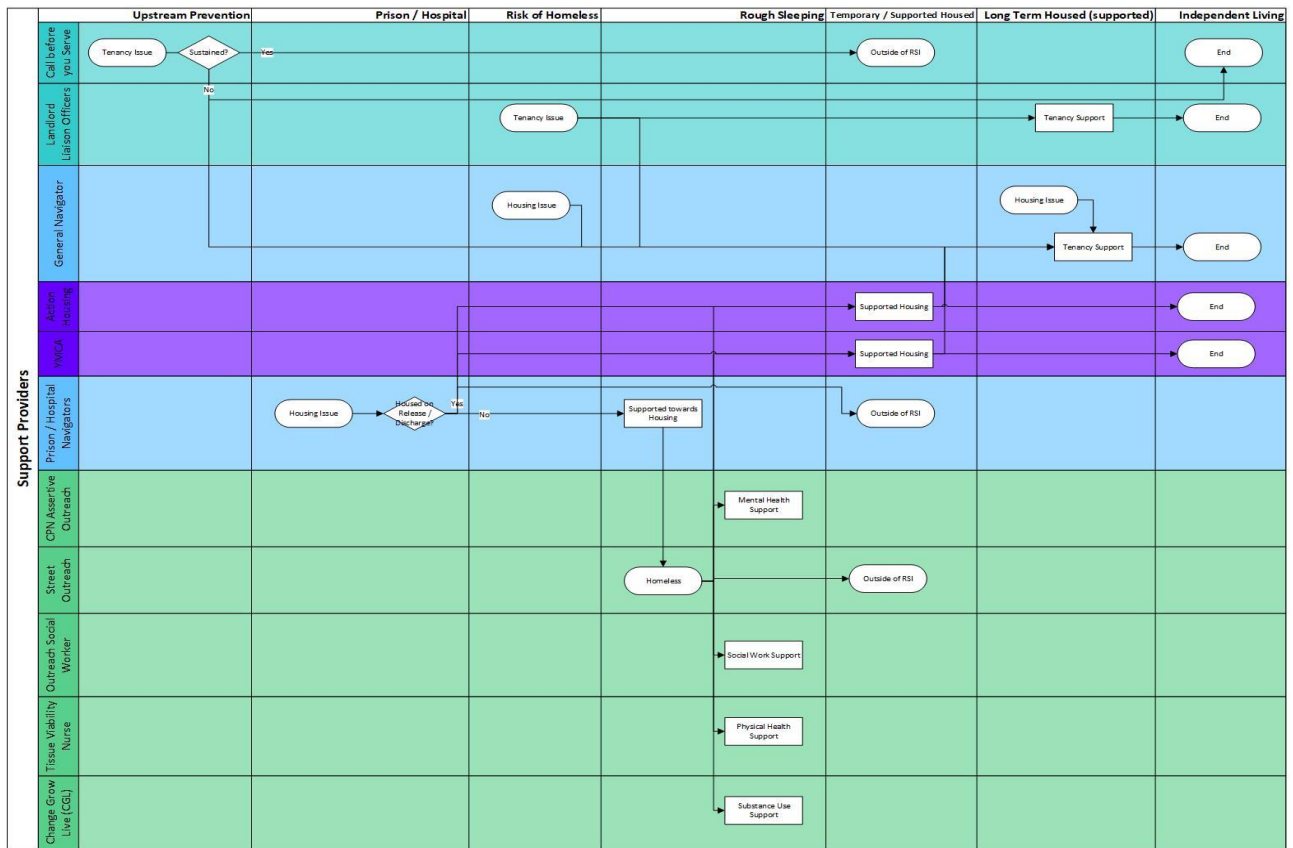 Upstream Prevention
Prison / Hospital
Risk of Homeless
Rough Sleeping
Temporary / Supported Housed
Long Term Housed (supported)
Independent Living
Support Providers
Call before
you Serve
Tenancy Issue
Sustained?
Yes
No
Outside of RSI
End
Landlord
Liaison Officers
Tenancy Issue
Tenancy Support
End
General Navigator
Housing Issue
Housing Issue
Tenancy Support
End
Action
Housing
Supported Housing
End
YMCA
Supported Housing
End
Prison / Hospital
Navigators
Housing Issue
Housed on
Release /
Discharge?
Yes
No
Supported towards
Housing
Outside of RSI
CPN Assertive
Outreach
Mental Health
Support
Street
Outreach
Homeless
Outside of RSI
Outreach Social
Worker
Social Work Support
Tissue Viability
Nurse
Physical Health
Support
Change Grow
Live (CGL)
Substance Use
Support